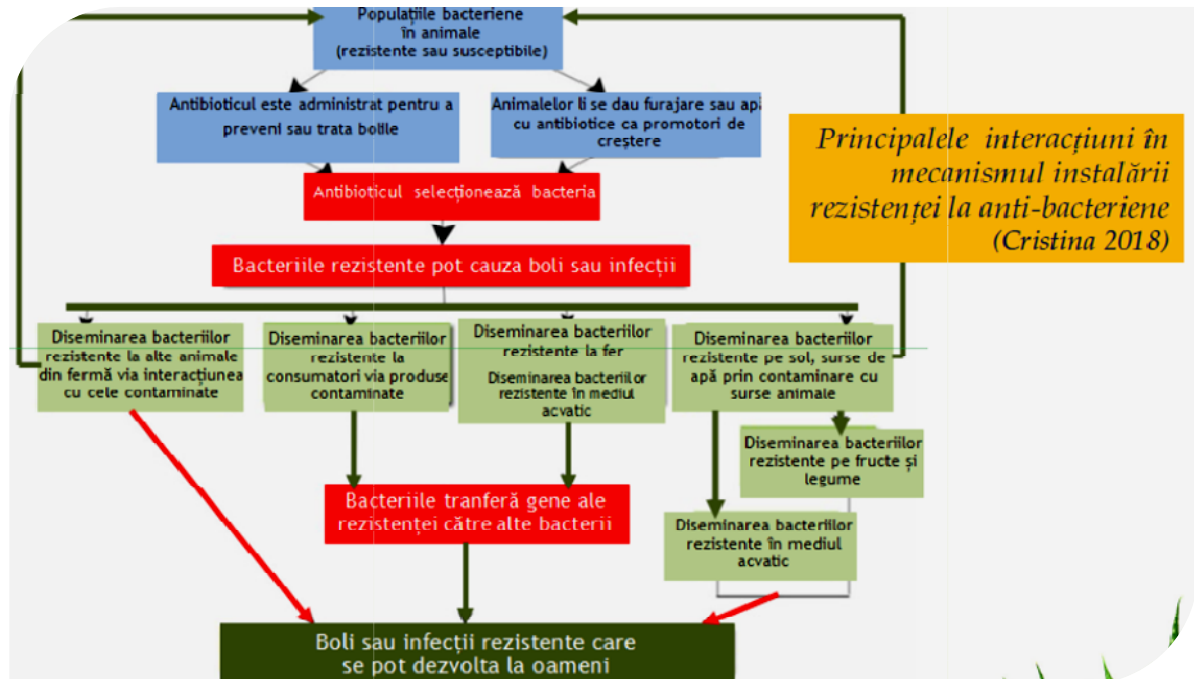 Populațiile bacteriene
în animale
(rezistente sau susceptibile)
Antibioticul este administrat pentru a
preveni sau trata bolile
Animalelor li se dau furajare sau apă
cu antibiotice ca promotori de
creștere
Principalele interacțiuni în
mecanismul instalării
rezistenței la anti-bacteriene
(Cristina 2018)
Antibioticul selecționează bacteria
Bacteriile rezistente pot cauza boli sau infecții
Diseminarea bacteriilor
rezistente la alte animale
din fermă via interacțiunea
cu cele contaminate
Diseminarea bacteriilor
rezistente la
consumatori via produse
contaminate
Diseminarea bacteriilor
rezistente la fer
Diseminarea bacteriilor
rezistente în mediul
acvatic
Diseminarea bacteriilor
rezistente pe sol, surse de
apă prin contaminare cu
surse animale
Diseminarea bacteriilor
rezistente pe fructe și
legume
Bacteriile tranferă gene ale
rezistenței către alte bacterii
Diseminarea bacteriilor
rezistente în mediul
acvatic
Boli sau infecții rezistente care
se pot dezvolta la oameni